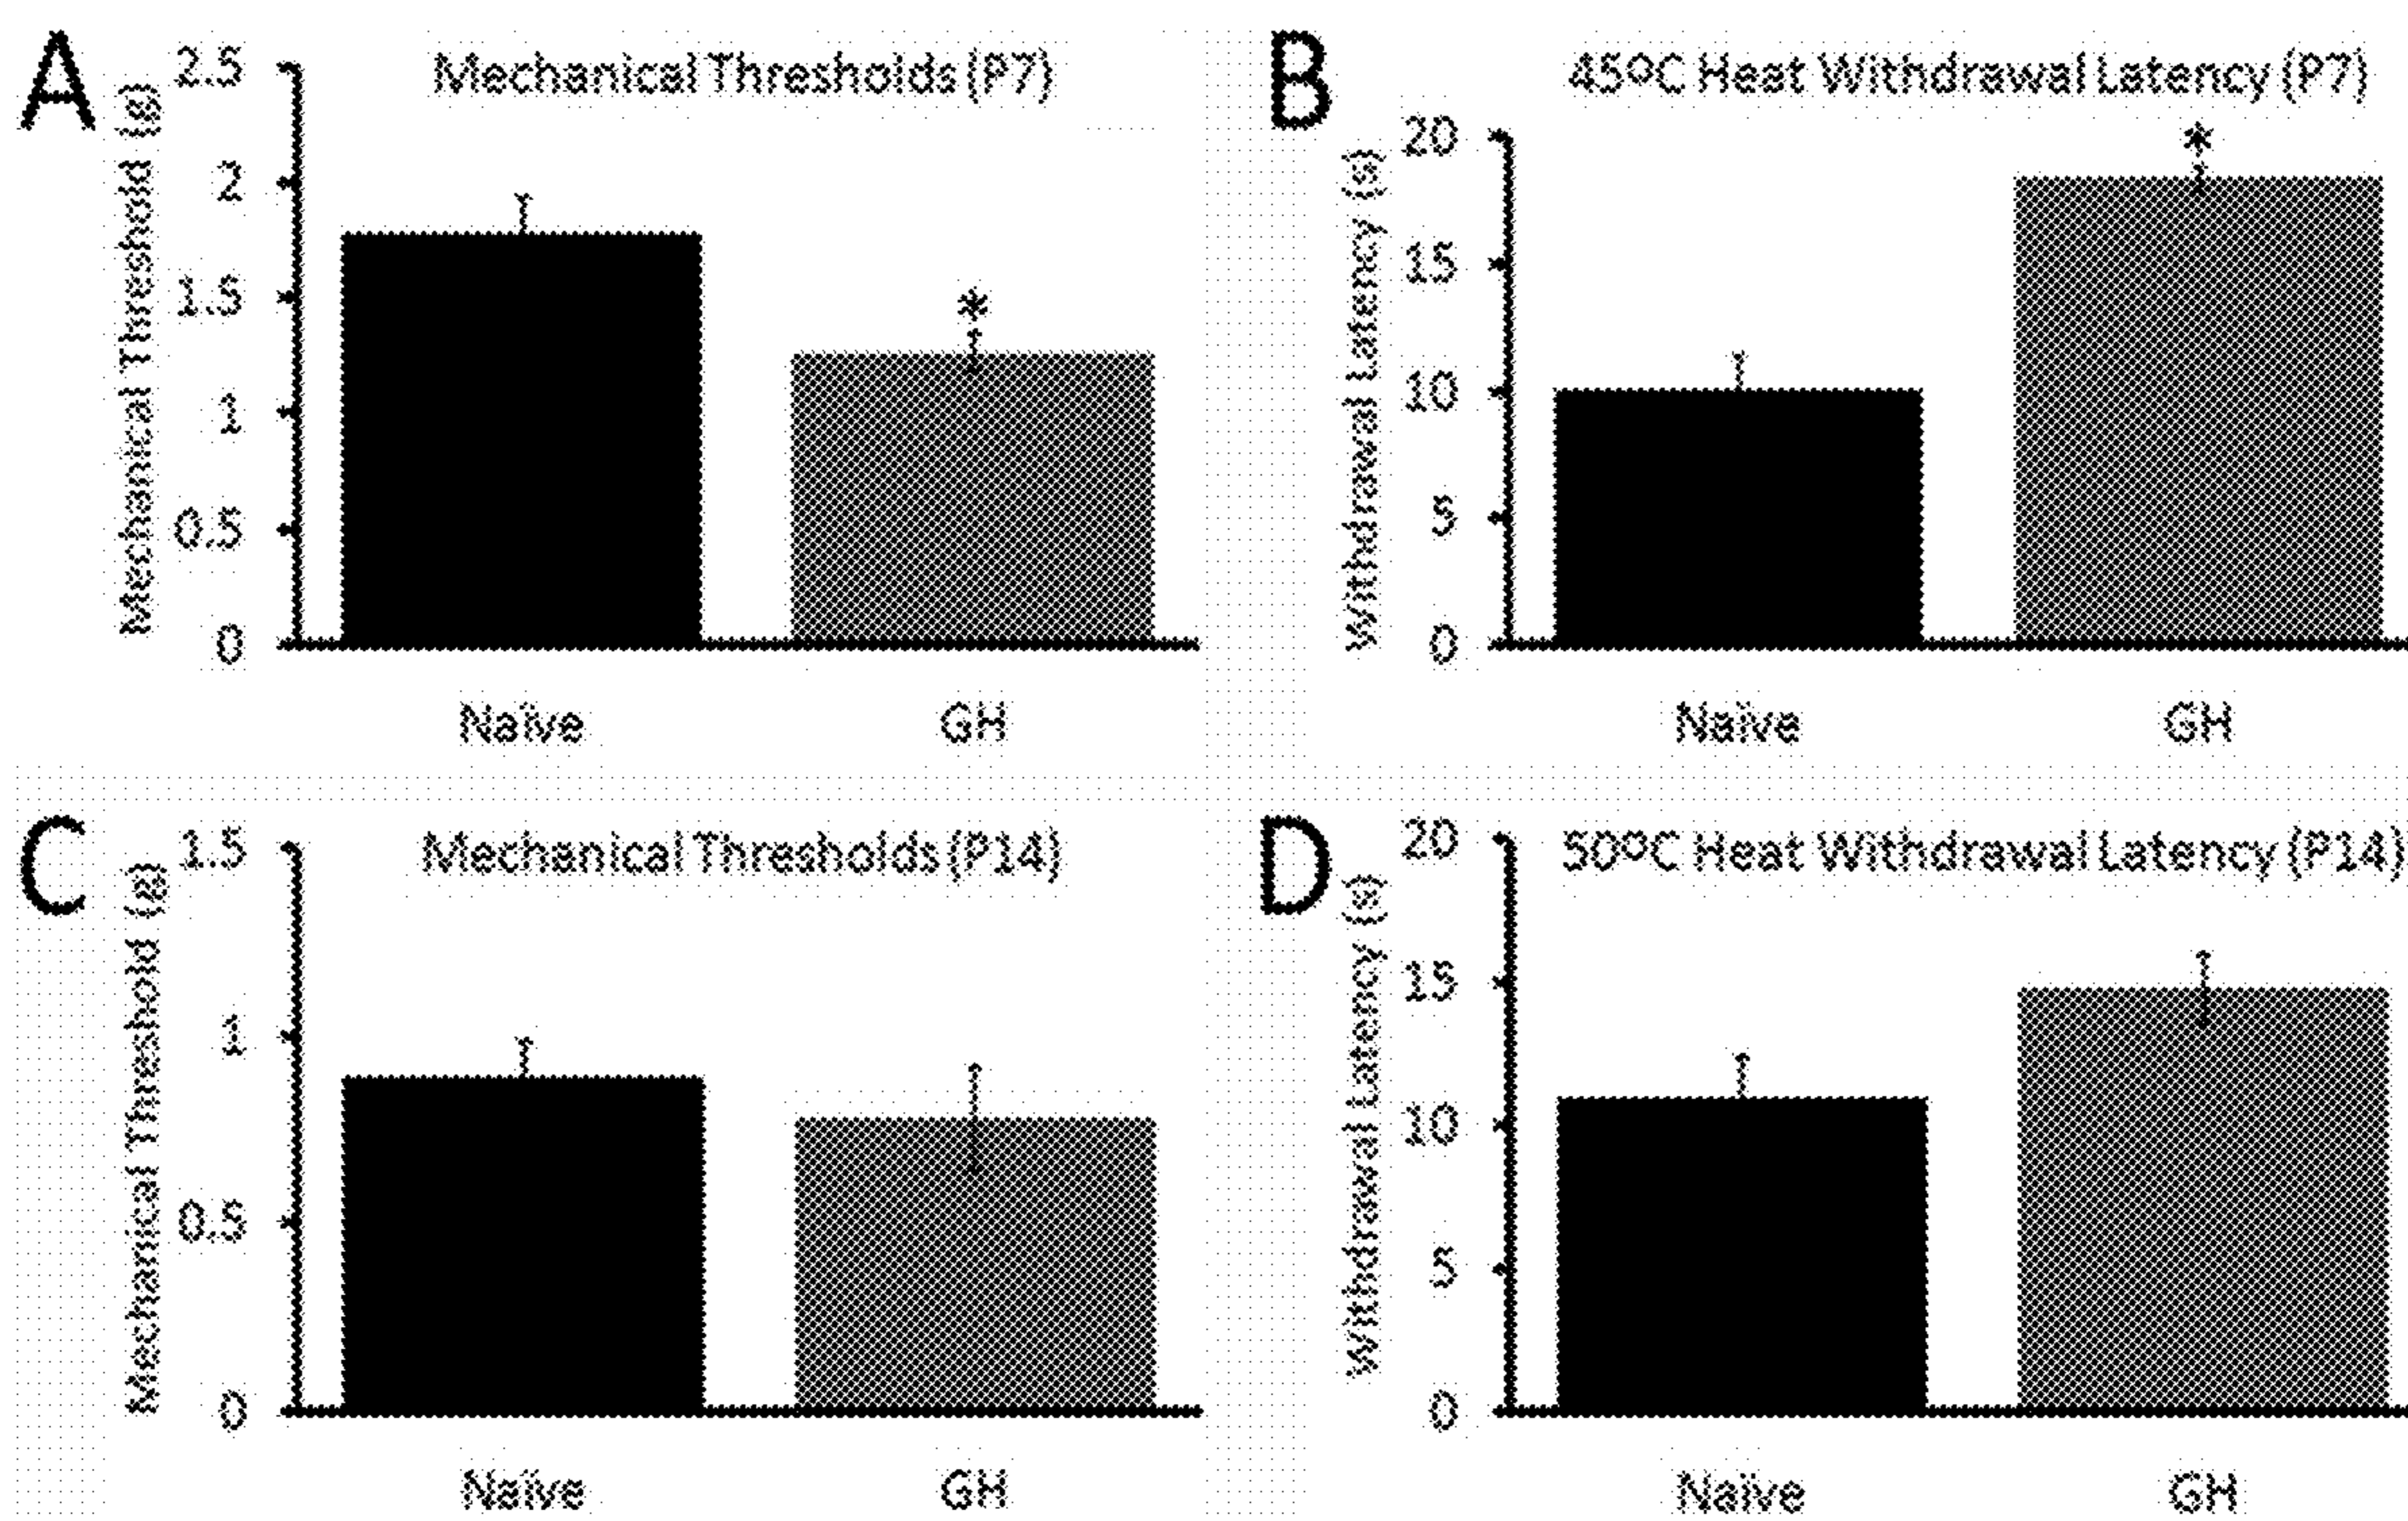 A
Mechanical Thresholds (P7)
Mechanical Threshold (g)
2.5
2
1.5
1
0.5
0
*
Naïve
GH
B
45ºC Heat Withdrawal Latency (P7)
Withdrawal Latency (s)
20
15
10
5
0
*
Naïve
GH
C
Mechanical Thresholds (P14)
Mechanical Threshold (g)
1.5
1
0.5
0
Naïve
GH
D
50ºC Heat Withdrawal Latency (P14)
Withdrawal Latency (s)
20
15
10
5
0
Naïve
GH